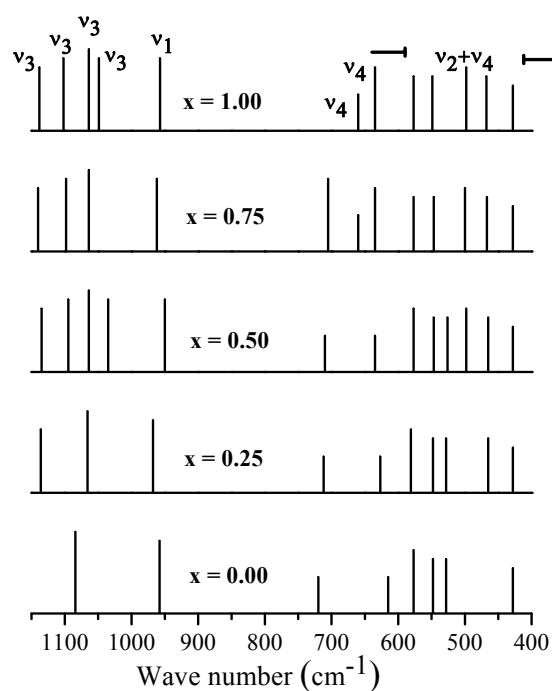 ν3 ν3 ν3 ν3 ν1 ν4 ν4 ν2+ν4
x = 1.00
x = 0.75
x = 0.50
x = 0.25
x = 0.00
1100 1000 900 800 700 600 500 400
Wave number (cm-1)